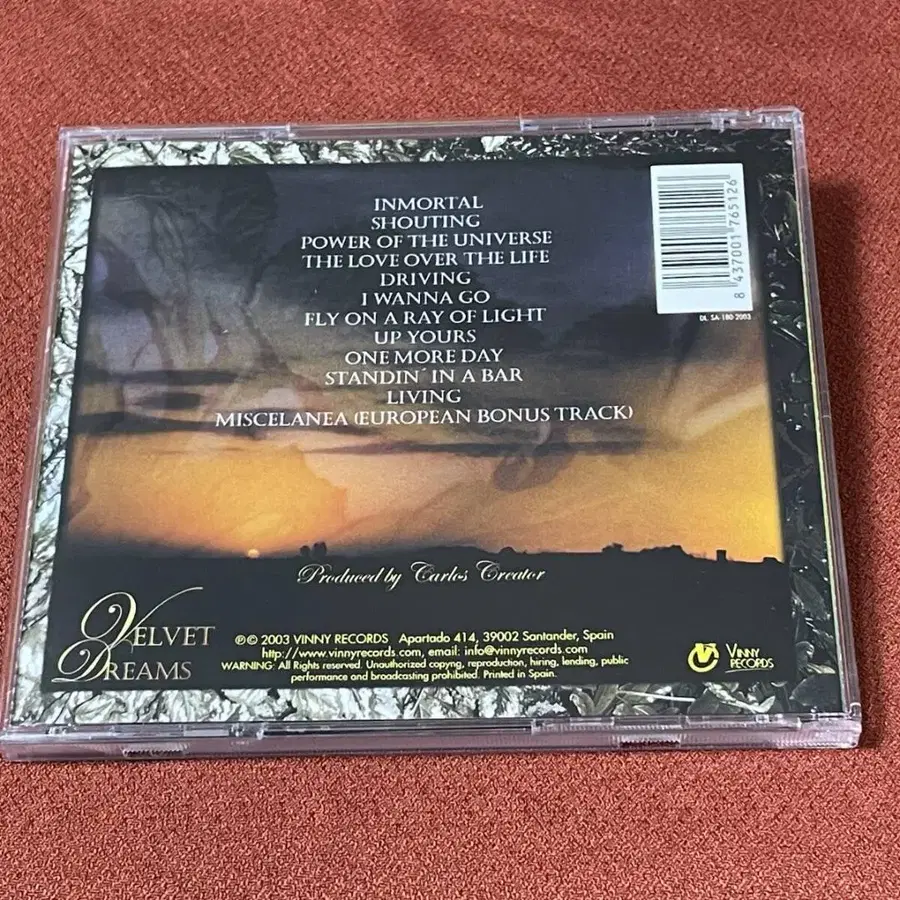 INMORTAL
SHOUTING
POWER OF THE UNIVERSE
THE LOVE OVER THE LIFE
DRIVING
I WANNA GO
FLY ON A RAY OF LIGHT
UP YOURS
ONE MORE DAY
STANDIN´ IN A BAR
LIVING
MISCELANEA (EUROPEAN BONUS TRACK)
8 437001 765126
DL SA-180-2003
Produced by Carlos Creator
VELVET
DREAMS
℗© 2003 VINNY RECORDS Apartado 414, 39002 Santander, Spain
http://www.vinnyrecords.com, email: info@vinnyrecords.com
WARNING: All Rights reserved. Unauthorized copyng, reproduction, hiring, lending, public
performance and broadcasting prohibited. Printed in Spain.
VINNY
RECORDS